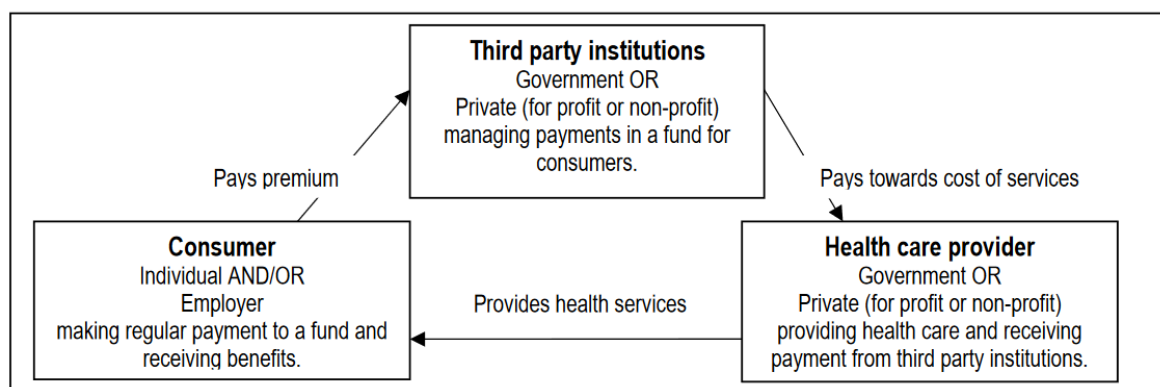 Third party institutions
Government OR
Private (for profit or non-profit)
managing payments in a fund for
consumers.
Pays premium
Pays towards cost of services
Consumer
Individual AND/OR
Employer
making regular payment to a fund and
receiving benefits.
Provides health services
Health care provider
Government OR
Private (for profit or non-profit)
providing health care and receiving
payment from third party institutions.